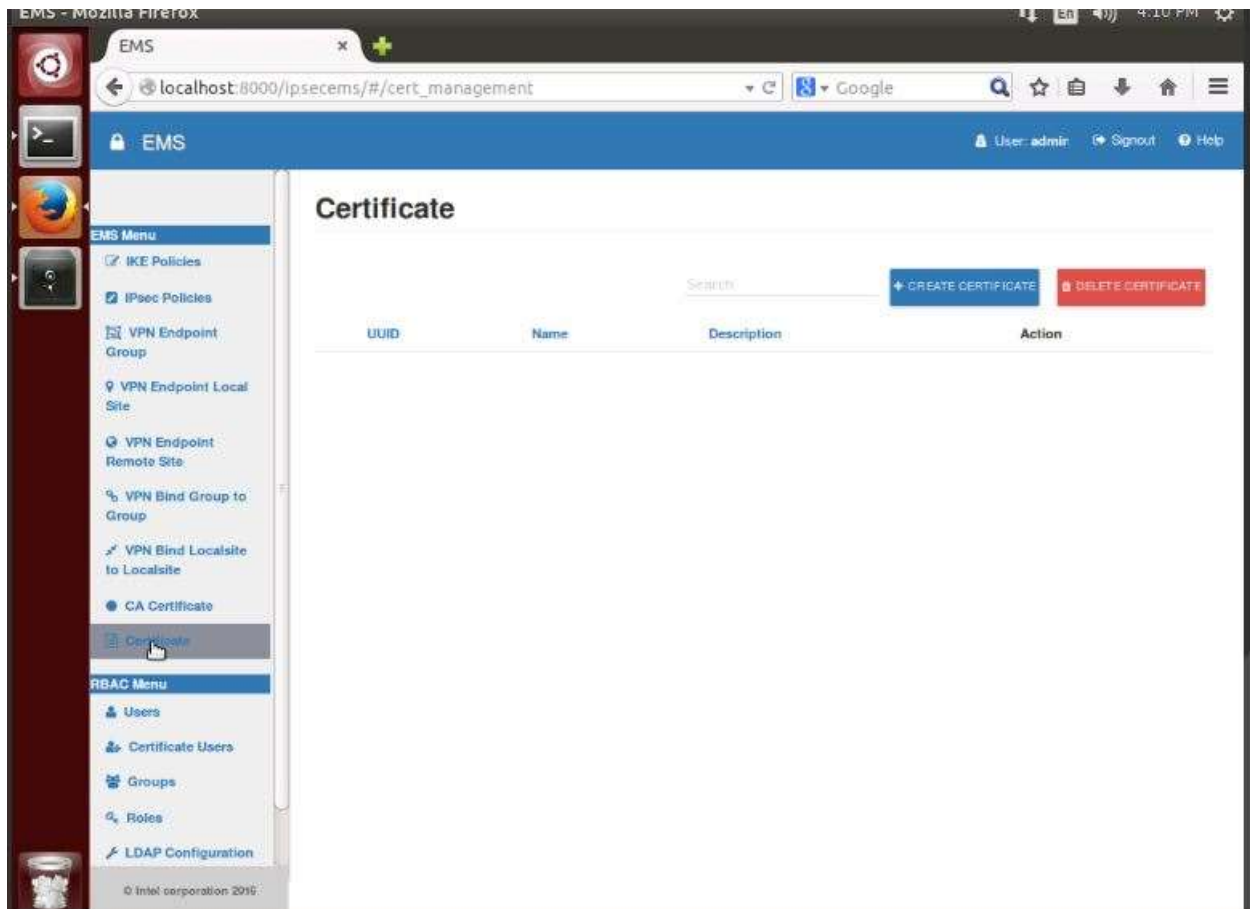 EMS - Mozilla Firefox En 4:10 PM
EMS
localhost:8000/ipsecems/#/cert_management Google
EMS User: admin Signout Help
Certificate
EMS Menu
IKE Policies
IPsec Policies
VPN Endpoint
Group
VPN Endpoint Local
Site
VPN Endpoint
Remote Site
VPN Bind Group to
Group
VPN Bind Localsite
to Localsite
CA Certificate
Certificate
RBAC Menu
Users
Certificate Users
Groups
Roles
LDAP Configuration
© Intel corporation 2016
Search
+ CREATE CERTIFICATE DELETE CERTIFICATE
UUID Name Description Action